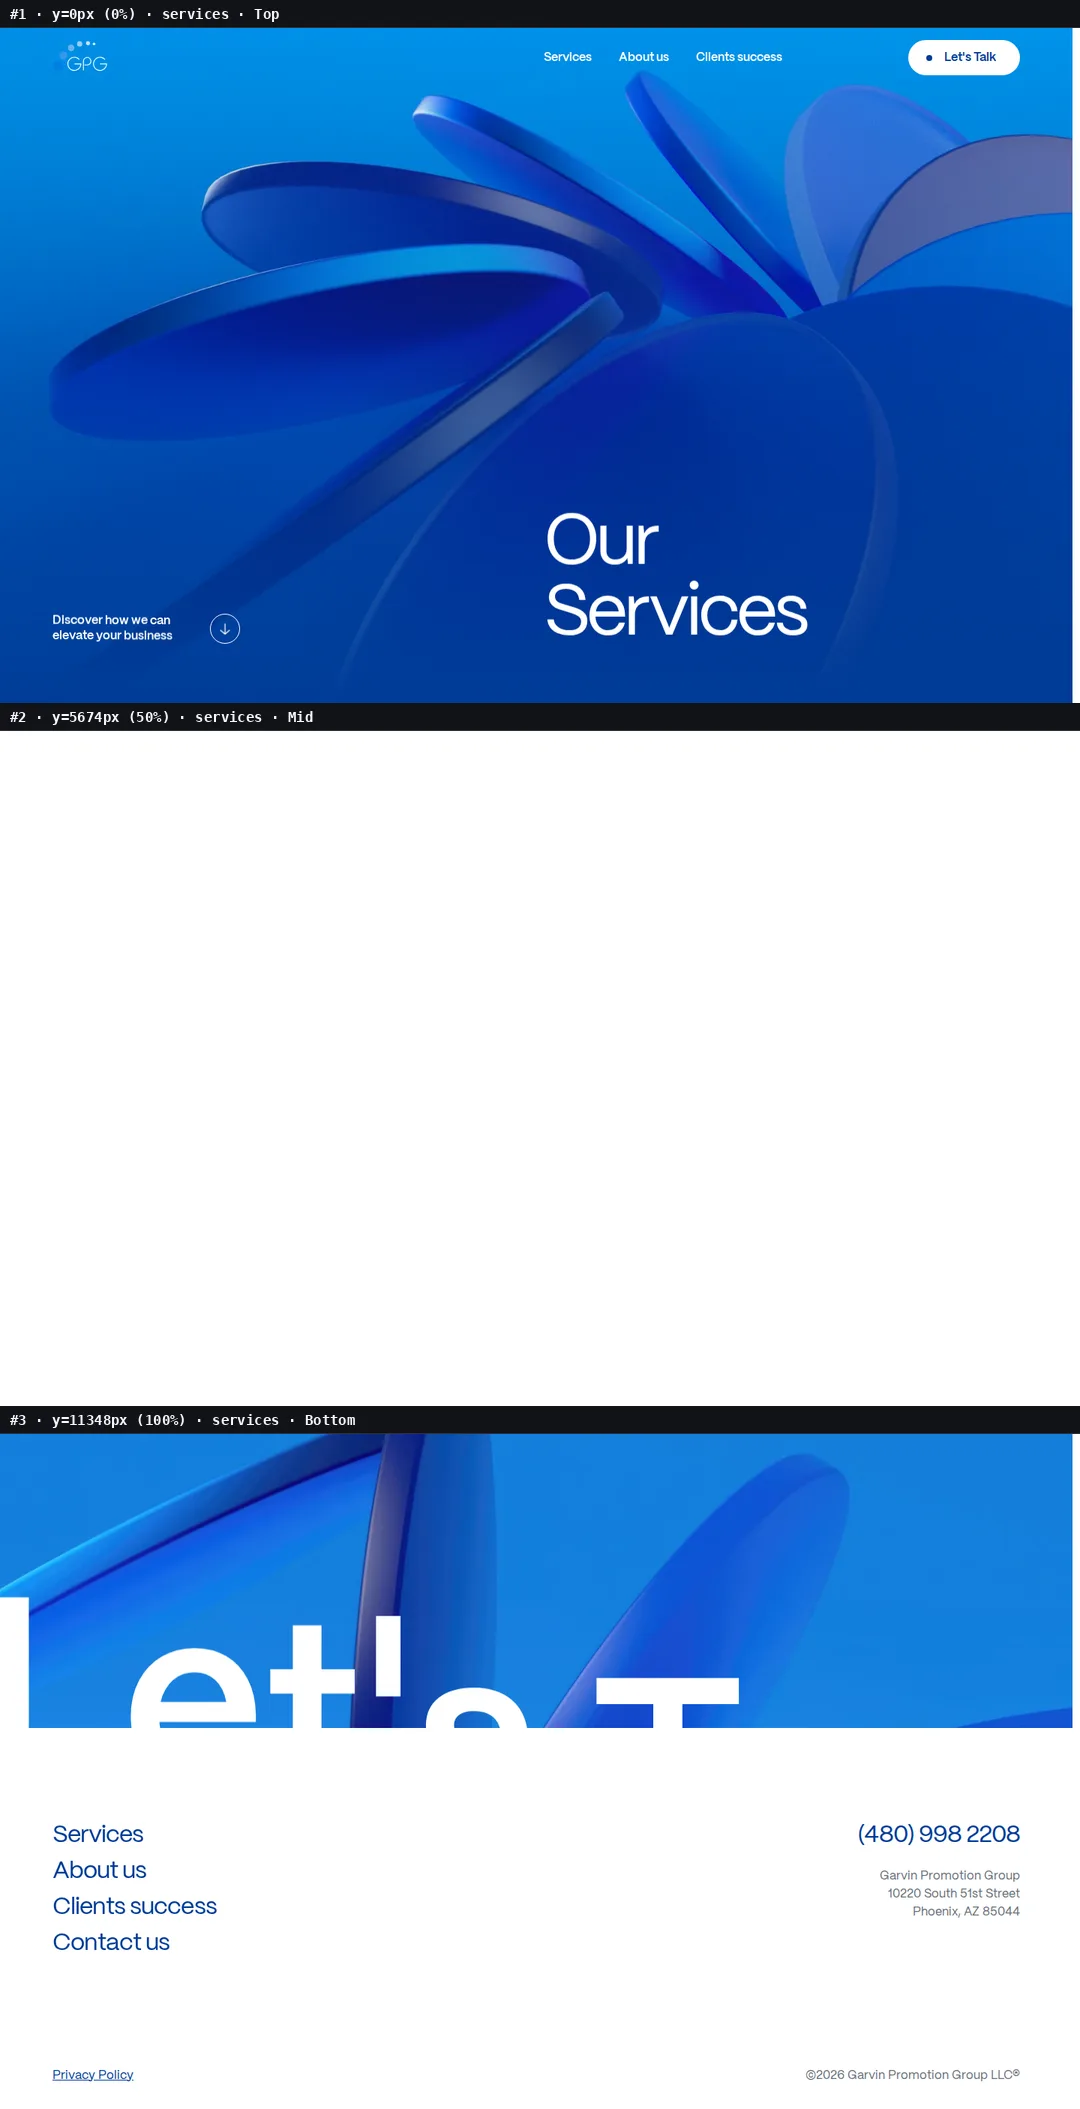 #1 · y=0px (0%) · services · Top
GPG
Services
About us
Clients success
Let's Talk
Our
Services
Discover how we can
elevate your business
#2 · y=5674px (50%) · services · Mid
#3 · y=11348px (100%) · services · Bottom
Let's T
Services
About us
Clients success
Contact us
(480) 998 2208
Garvin Promotion Group
10220 South 51st Street
Phoenix, AZ 85044
Privacy Policy
©2026 Garvin Promotion Group LLC®